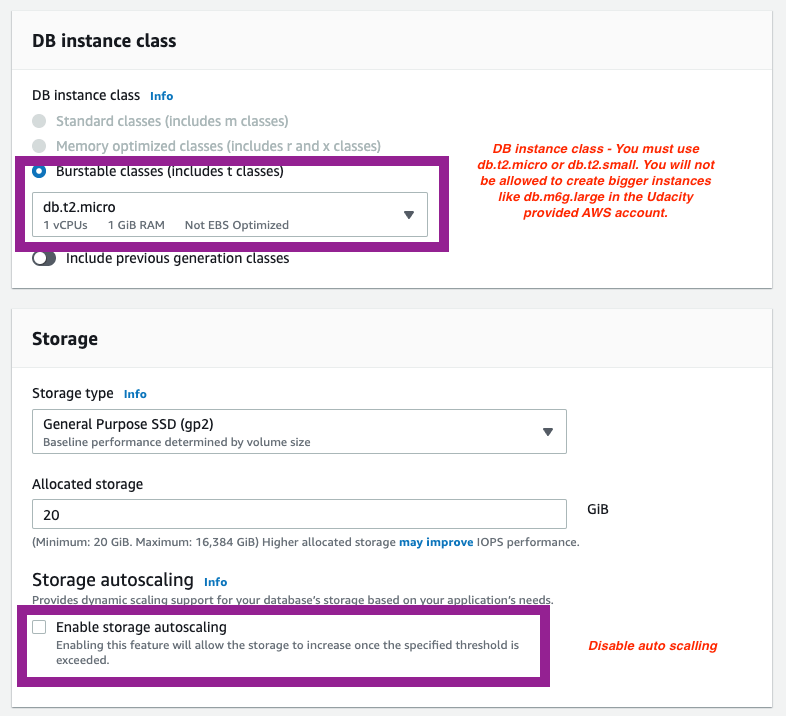 DB instance class
DB instance class Info
Standard classes (includes m classes)
Memory optimized classes (includes r and x classes)
Burstable classes (includes t classes)
db.t2.micro
1 vCPUs 1 GiB RAM Not EBS Optimized
Include previous generation classes
DB instance class - You must use
db.t2.micro or db.t2.small. You will not
be allowed to create bigger instances
like db.m6g.large in the Udacity
provided AWS account.
Storage
Storage type Info
General Purpose SSD (gp2)
Baseline performance determined by volume size
Allocated storage
20
GiB
(Minimum: 20 GiB. Maximum: 16,384 GiB) Higher allocated storage may improve IOPS performance.
Storage autoscaling Info
Provides dynamic scaling support for your database's storage based on your application's needs.
Enable storage autoscaling
Enabling this feature will allow the storage to increase once the specified threshold is
exceeded.
Disable auto scalling